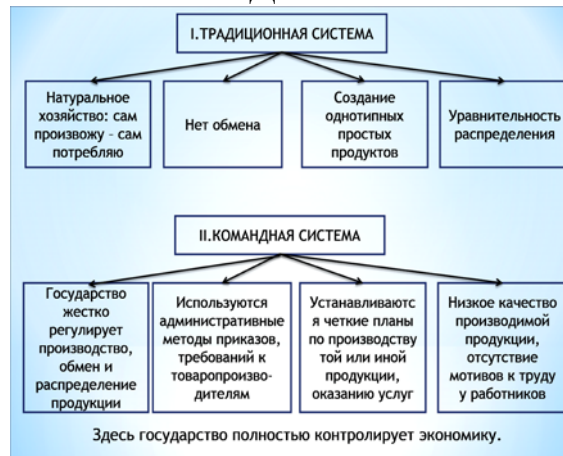 I.ТРАДИЦИОННАЯ СИСТЕМА
Натуральное
хозяйство: сам
произвожу – сам
потребляю
Нет обмена
Создание
однотипных
простых
продуктов
Уравнительность
распределения
II.КОМАНДНАЯ СИСТЕМА
Государство
жестко
регулирует
производство,
обмен и
распределение
продукции
Используются
административные
методы приказов,
требований к
товаропроизво-
дителям
Устанавливаютс
я четкие планы
по производству
той или иной
продукции,
оказанию услуг
Низкое качество
производимой
продукции,
отсутствие
мотивов к труду
у работников
Здесь государство полностью контролирует экономику.